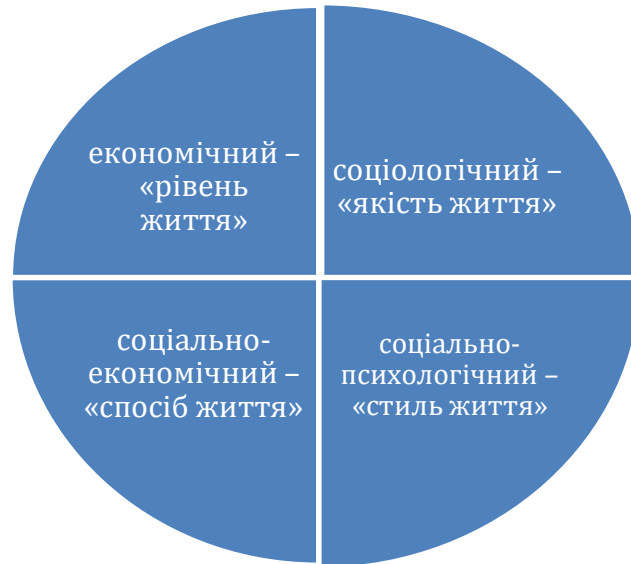 економічний –
«рівень
життя»
соціологічний –
«якість життя»
соціально-
економічний –
«спосіб життя»
соціально-
психологічний –
«стиль життя»